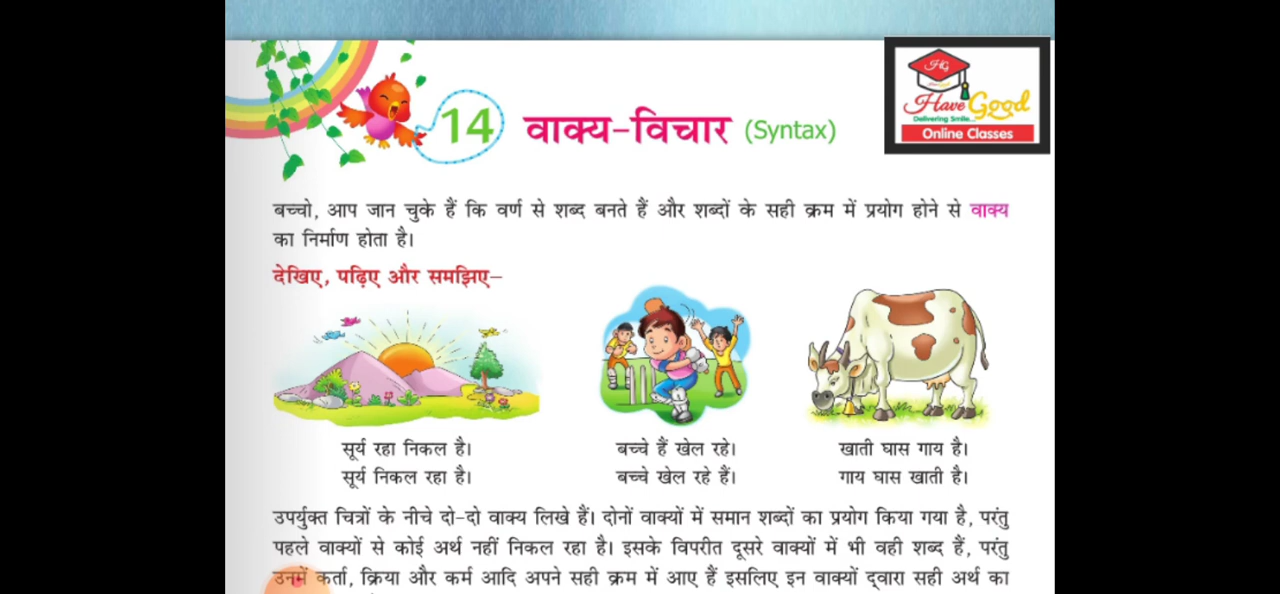 14 वाक्य-विचार (Syntax)
HG
Have Good
Delivering Smile...
Online Classes
बच्चो, आप जान चुके हैं कि वर्ण से शब्द बनते हैं और शब्दों के सही क्रम में प्रयोग होने से वाक्य
का निर्माण होता है।
देखिए, पढ़िए और समझिए–
सूर्य रहा निकल है।
सूर्य निकल रहा है।
बच्चे हैं खेल रहे।
बच्चे खेल रहे हैं।
खाती घास गाय है।
गाय घास खाती है।
उपर्युक्त चित्रों के नीचे दो-दो वाक्य लिखे हैं। दोनों वाक्यों में समान शब्दों का प्रयोग किया गया है, परंतु
पहले वाक्यों से कोई अर्थ नहीं निकल रहा है। इसके विपरीत दूसरे वाक्यों में भी वही शब्द हैं, परंतु
उनमें कर्ता, क्रिया और कर्म आदि अपने सही क्रम में आए हैं इसलिए इन वाक्यों द्वारा सही अर्थ का